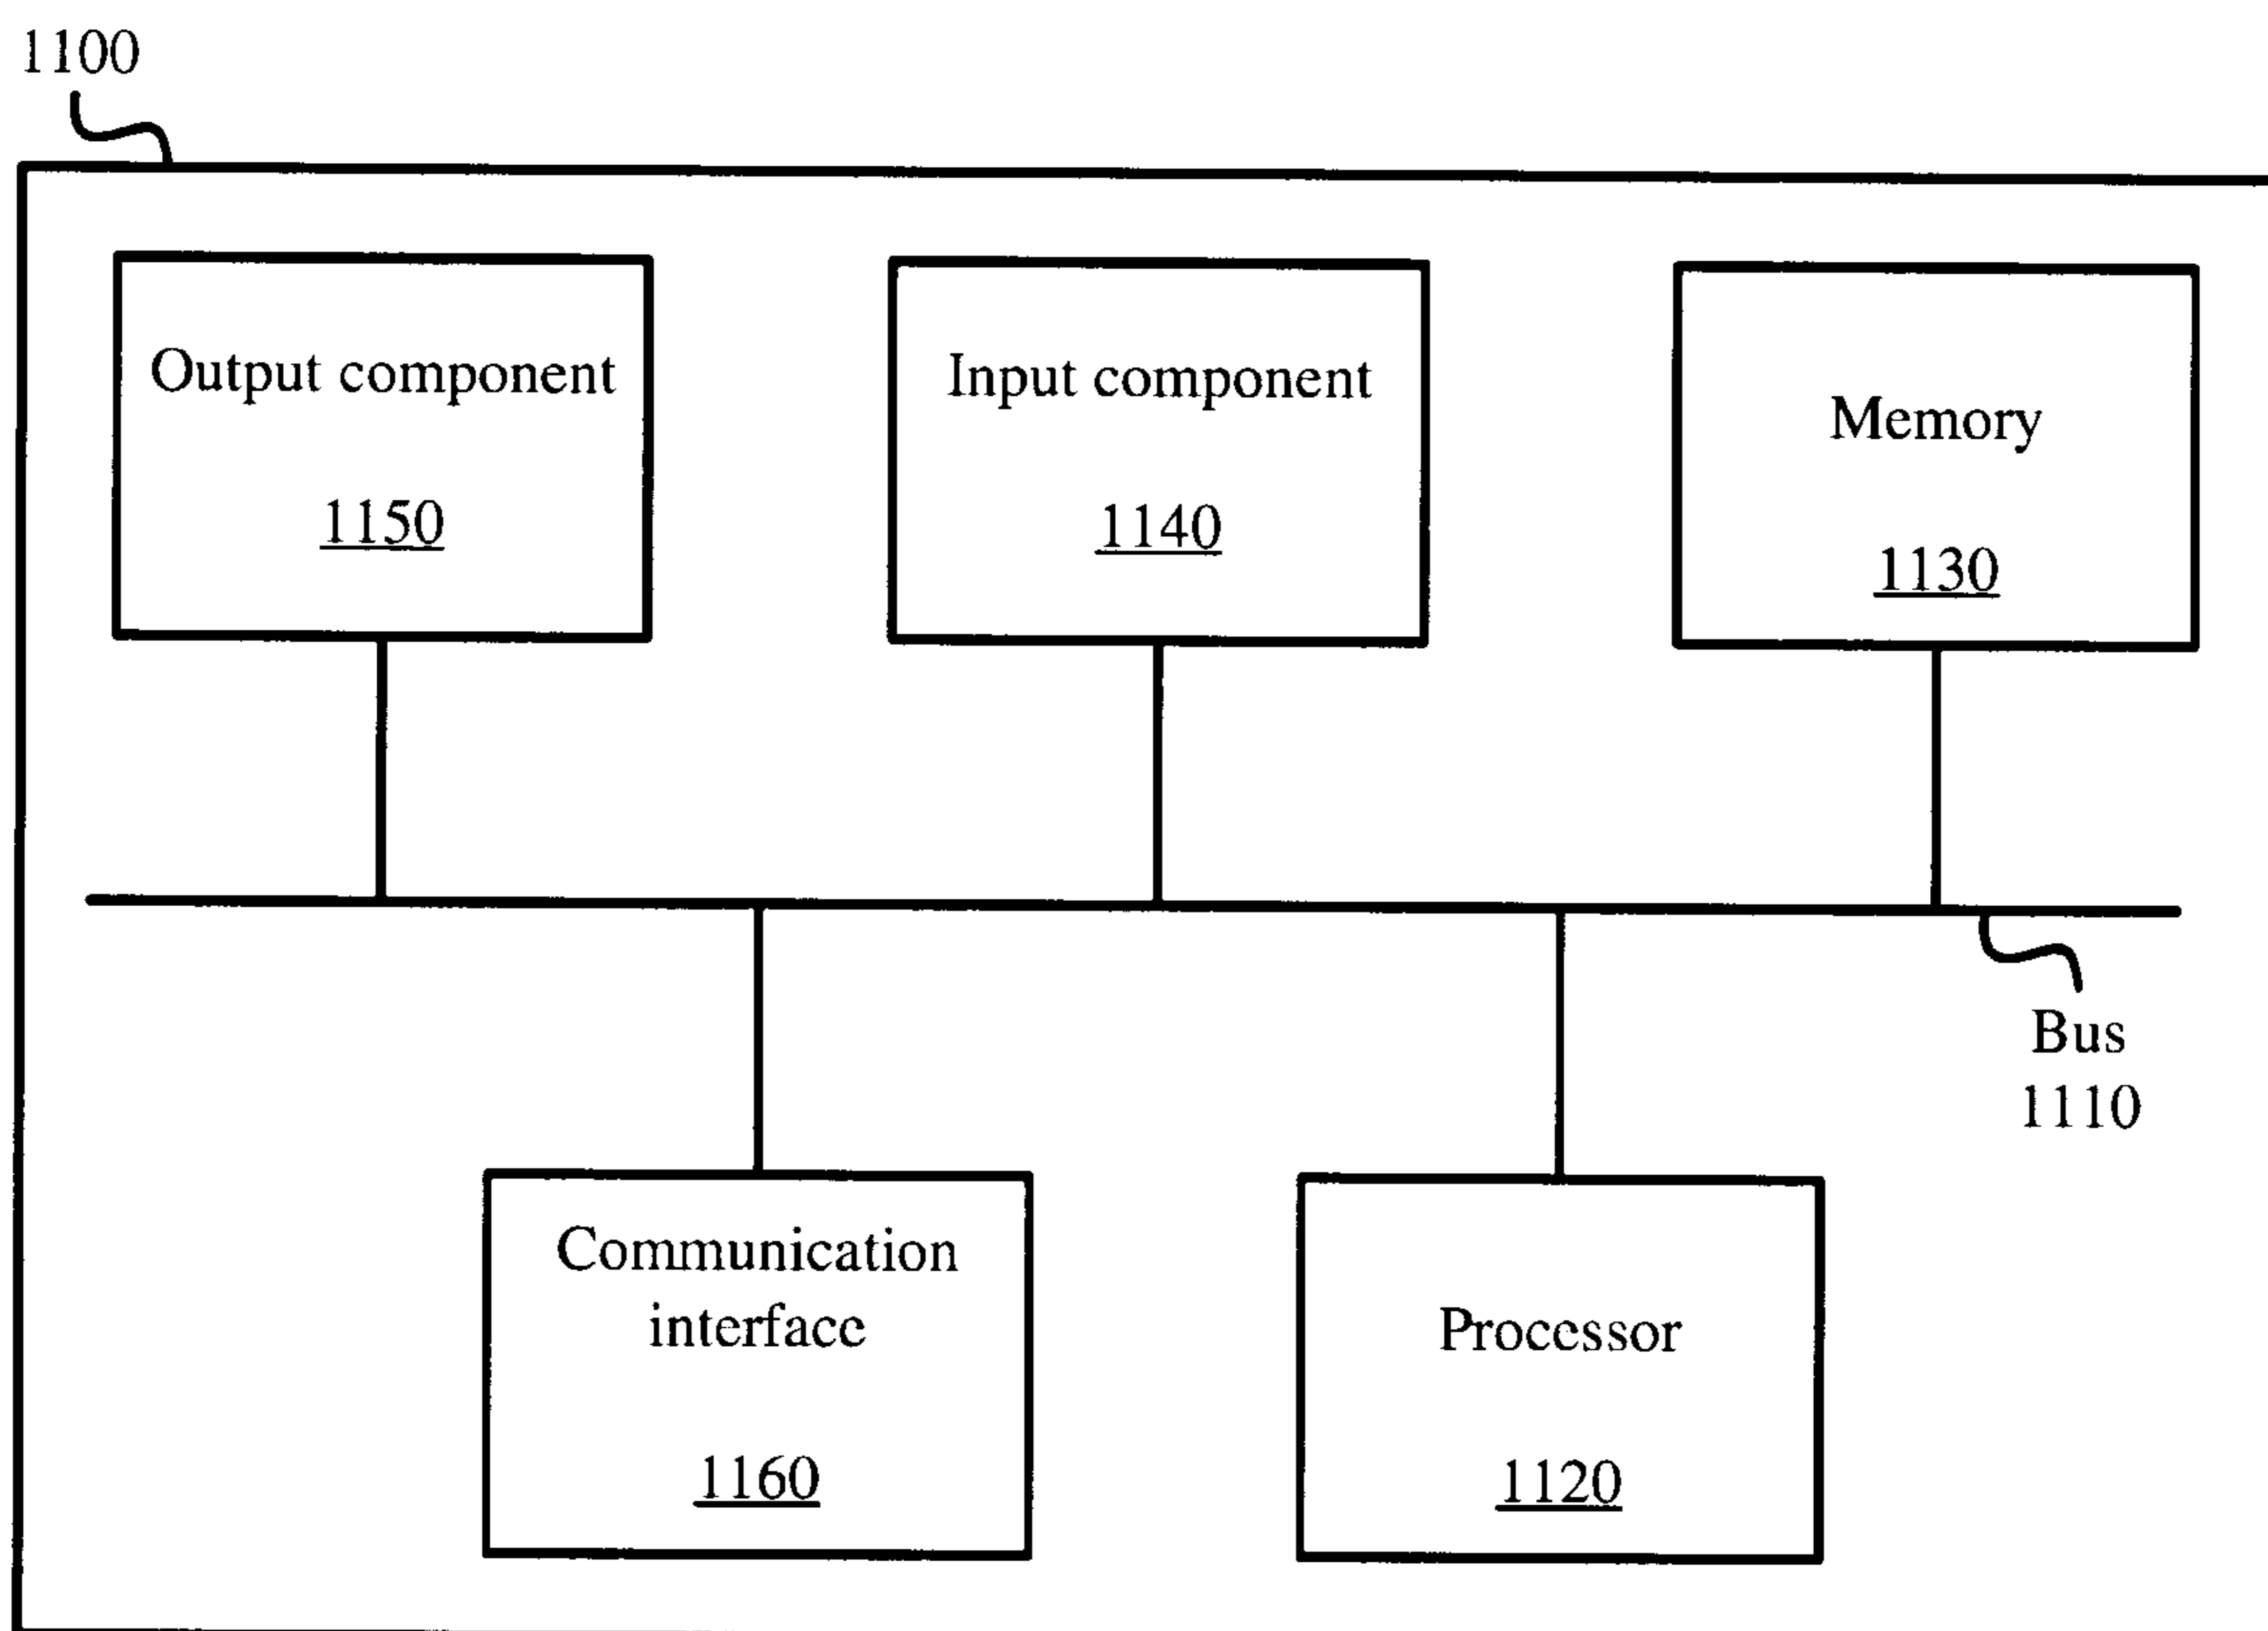 1100
Output component
1150
Input component
1140
Memory
1130
Bus
1110
Communication
interface
1160
Processor
1120